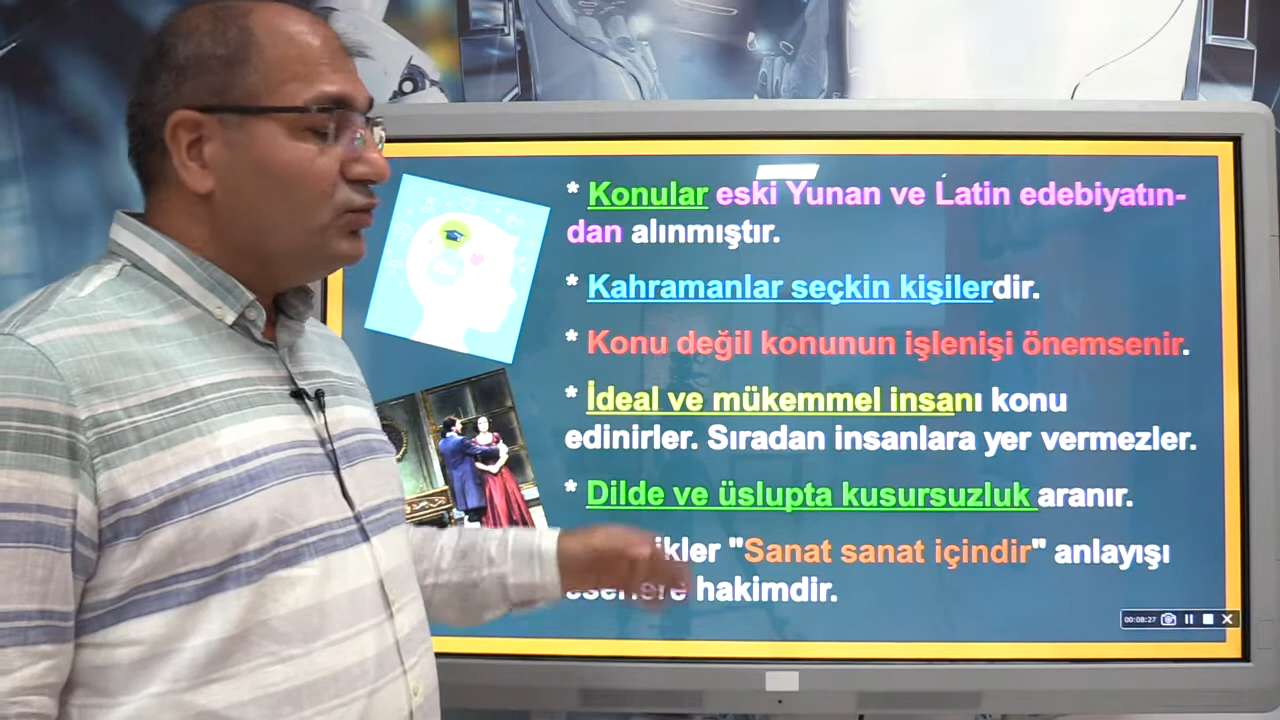 * Konular eski Yunan ve Latin edebiyatın-
dan alınmıştır.
* Kahramanlar seçkin kişilerdir.
* Konu değil konunun işlenişi önemsenir.
* İdeal ve mükemmel insanı konu
edinirler. Sıradan insanlara yer vermezler.
* Dilde ve üslupta kusursuzluk aranır.
"Sanat sanat içindir" anlayışı
hakimdir.
00:08:27